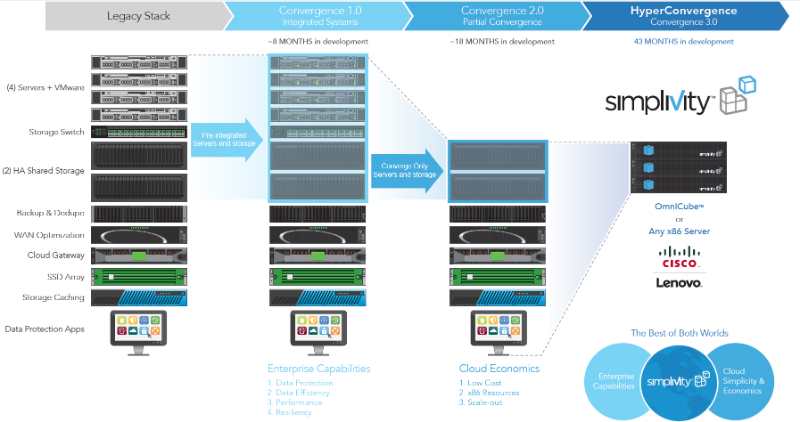 Legacy Stack
Convergence 1.0
Integrated Systems
Convergence 2.0
Partial Convergence
HyperConvergence
Convergence 3.0
~8 MONTHS in development
~18 MONTHS in development
43 MONTHS in development
(4) Servers + VMware
Storage Switch
(2) HA Shared Storage
Backup & Dedupe
WAN Optimization
Cloud Gateway
SSD Array
Storage Caching
Data Protection Apps
Pre-integrated
Servers and storage
Converge Only
Servers and storage
simplivity™
simplivity
simplivity
simplivity
OmniCube™
or
Any x86 Server
CISCO
Lenovo
Enterprise Capabilities
1. Data Protection
2. Data Efficiency
3. Performance
4. Resiliency
Cloud Economics
1. Low Cost
2. x86 Resources
3. Scale-out
The Best of Both Worlds
Enterprise
Capabilities
simplivity
Cloud
Simplicity &
Economics